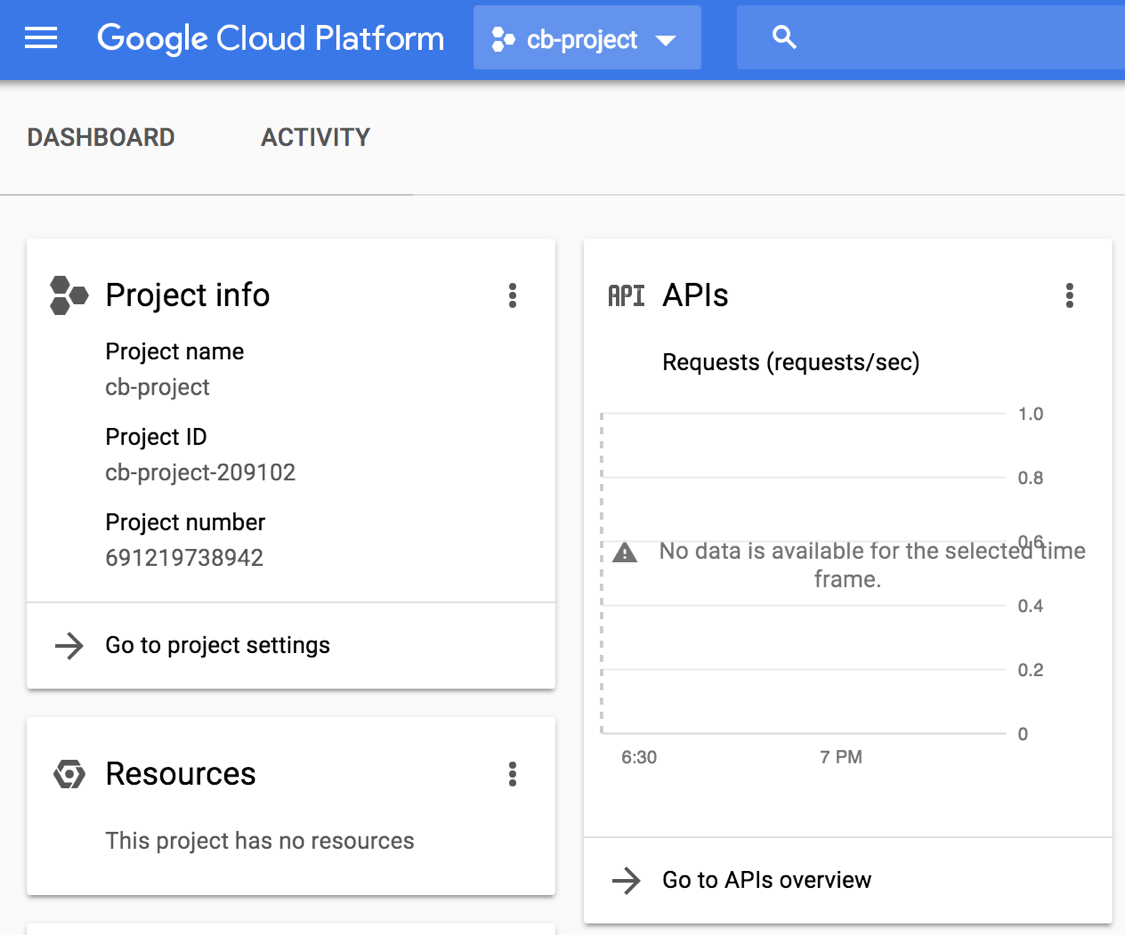 Google Cloud Platform
cb-project
DASHBOARD
ACTIVITY
Project info
Project name
cb-project
Project ID
cb-project-209102
Project number
691219738942
Go to project settings
Resources
This project has no resources
API APIs
Requests (requests/sec)
1.0
0.8
0.6
No data is available for the selected time
frame.
0.4
0.2
0
6:30
7 PM
Go to APIs overview